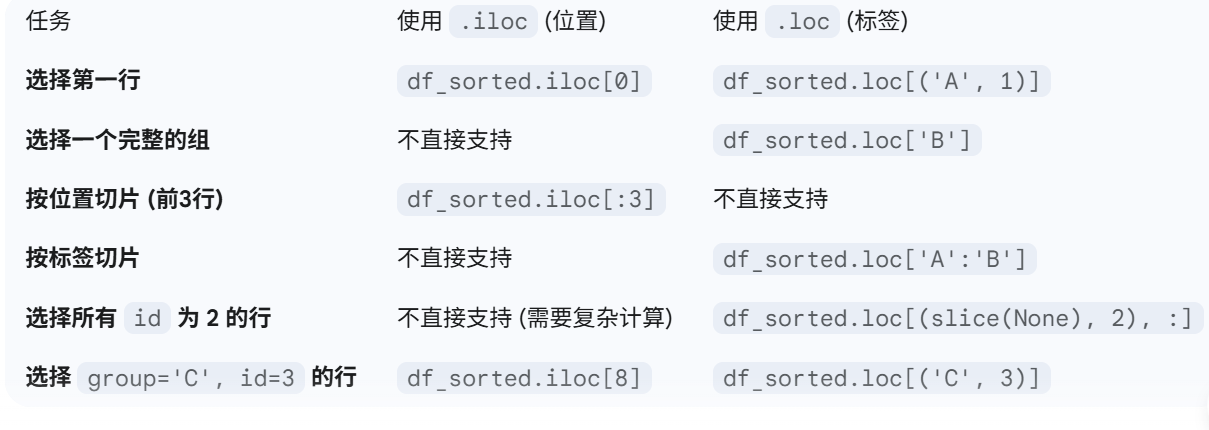 任务 使用 .iloc (位置) 使用 .loc (标签)
选择第一行 df_sorted.iloc[0] df_sorted.loc[('A', 1)]
选择一个完整的组 不直接支持 df_sorted.loc['B']
按位置切片 (前3行) df_sorted.iloc[:3] 不直接支持
按标签切片 不直接支持 df_sorted.loc['A':'B']
选择所有 id 为 2 的行 不直接支持 (需要复杂计算) df_sorted.loc[(slice(None), 2), :]
选择 group='C', id=3 的行 df_sorted.iloc[8] df_sorted.loc[('C', 3)]